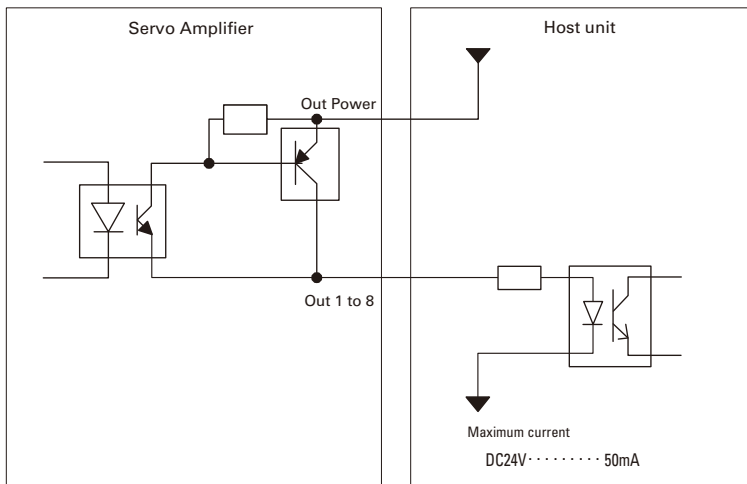 Servo Amplifier
Host unit
Out Power
Out 1 to 8
Maximum current
DC24V · · · · · · · · · 50mA